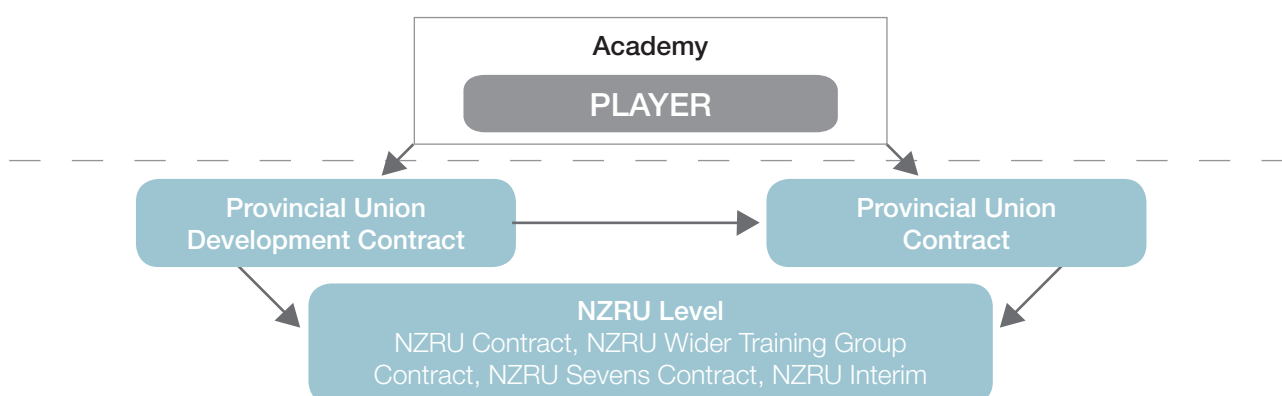 Academy
PLAYER
Provincial Union
Development Contract
Provincial Union
Contract
NZRU Level
NZRU Contract, NZRU Wider Training Group
Contract, NZRU Sevens Contract, NZRU Interim